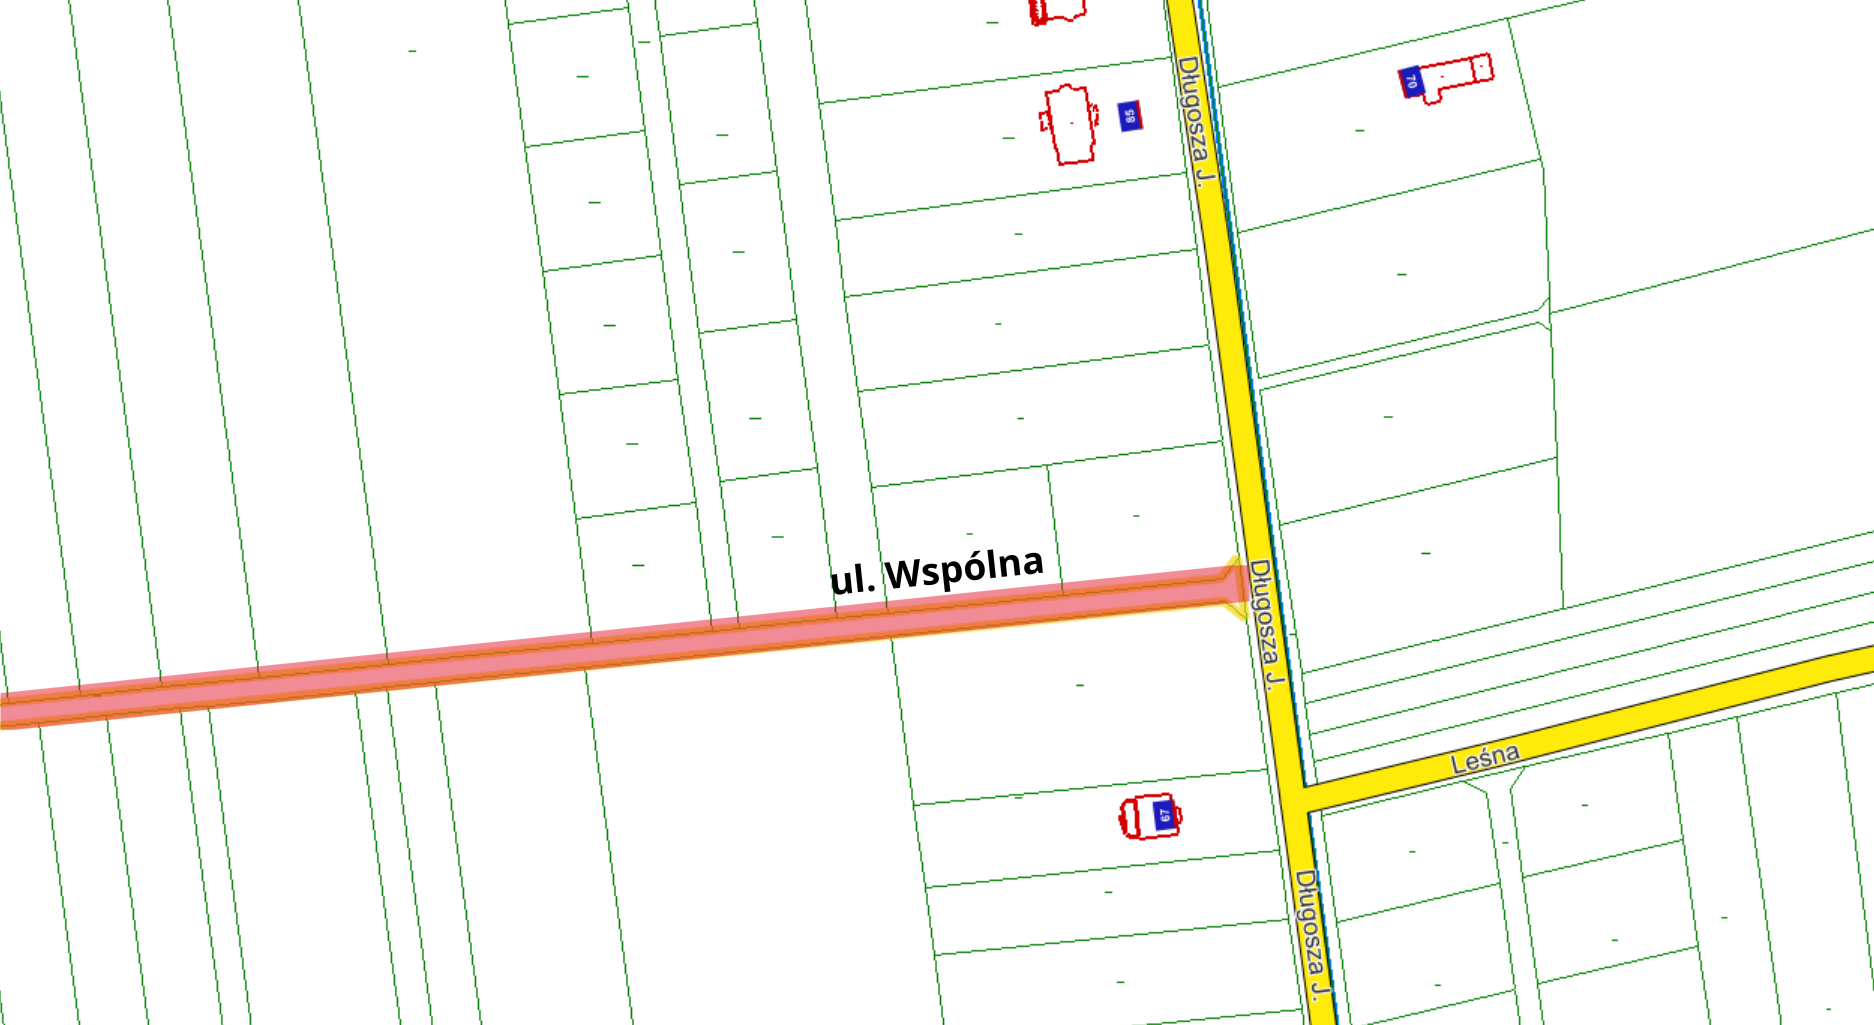 70
85
Długosza J.
ul. Wspólna
Długosza J.
Leśna
67
Długosza J.